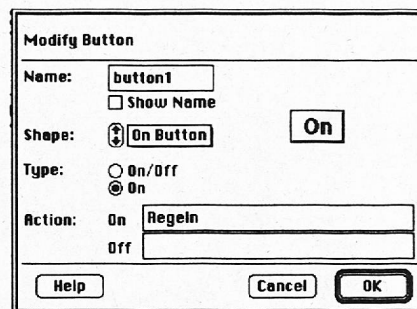 Modify Button
Name: button1
Show Name
Shape: On Button
On
Type: On/Off
On
Action: On Regeln
Off
Help Cancel OK